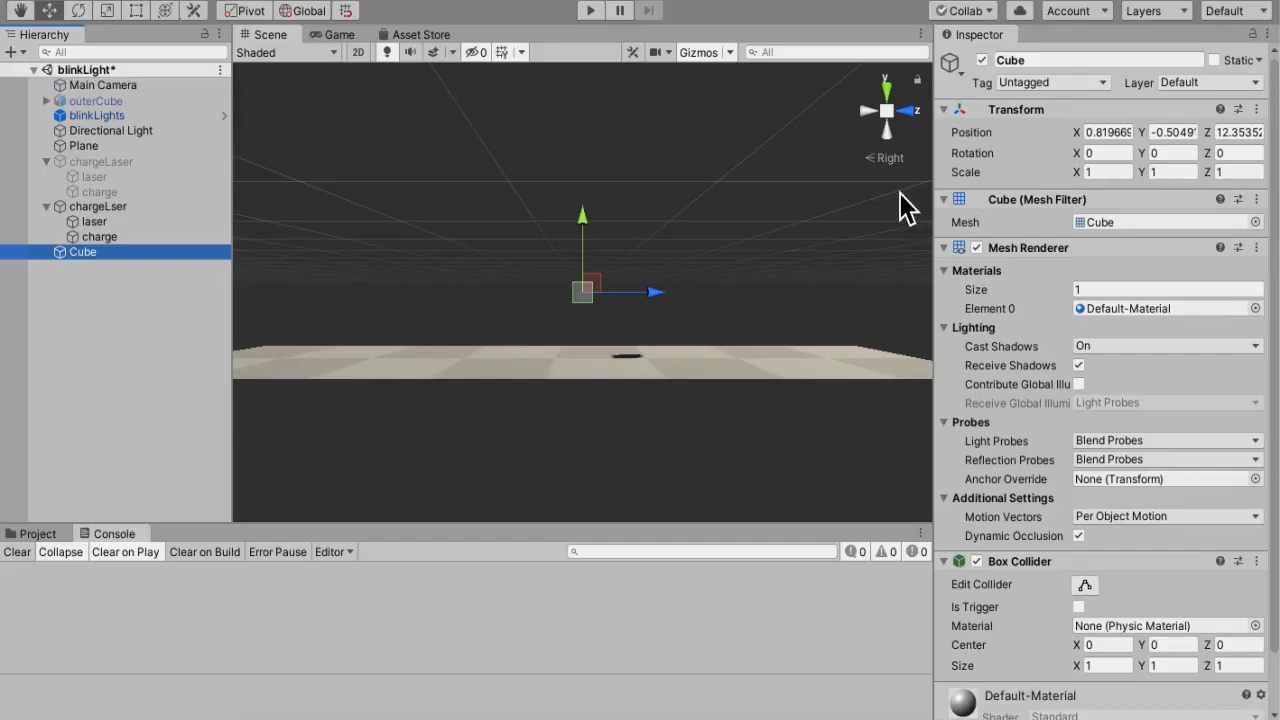 Pivot Global Collab Account Layers Default
Hierarchy Scene Game Asset Store Inspector
All Shaded 2D 0 Gizmos All Cube Static
blinkLight*
Main Camera
Tag Untagged Layer Default
outerCube
blinkLights
Transform
Directional Light
Position X 0.81966 Y -0.5049 Z 12.3535
Plane
Rotation X 0 Y 0 Z 0
chargeLaser
Scale X 1 Y 1 Z 1
laser
charge
Cube (Mesh Filter)
chargeLser
Mesh Cube
laser
charge
Mesh Renderer
Cube
y
z
Right
Materials
Size 1
Element 0 Default-Material
Lighting
Cast Shadows On
Receive Shadows
Contribute Global Illu
Receive Global Illumi Light Probes
Probes
Light Probes Blend Probes
Reflection Probes Blend Probes
Anchor Override None (Transform)
Additional Settings
Motion Vectors Per Object Motion
Dynamic Occlusion
Project Console
Clear Collapse Clear on Play Clear on Build Error Pause Editor 0 0 0
Box Collider
Edit Collider
Is Trigger
Material None (Physic Material)
Center X 0 Y 0 Z 0
Size X 1 Y 1 Z 1
Default-Material
Shader Standard